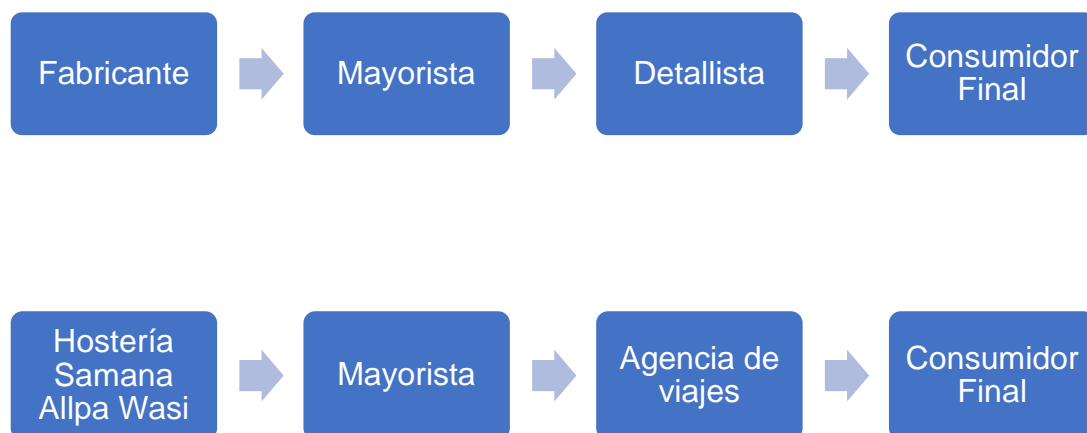 Fabricante
Mayorista
Detallista
Consumidor
Final
Hostería
Samana
Allpa Wasi
Mayorista
Agencia de
viajes
Consumidor
Final